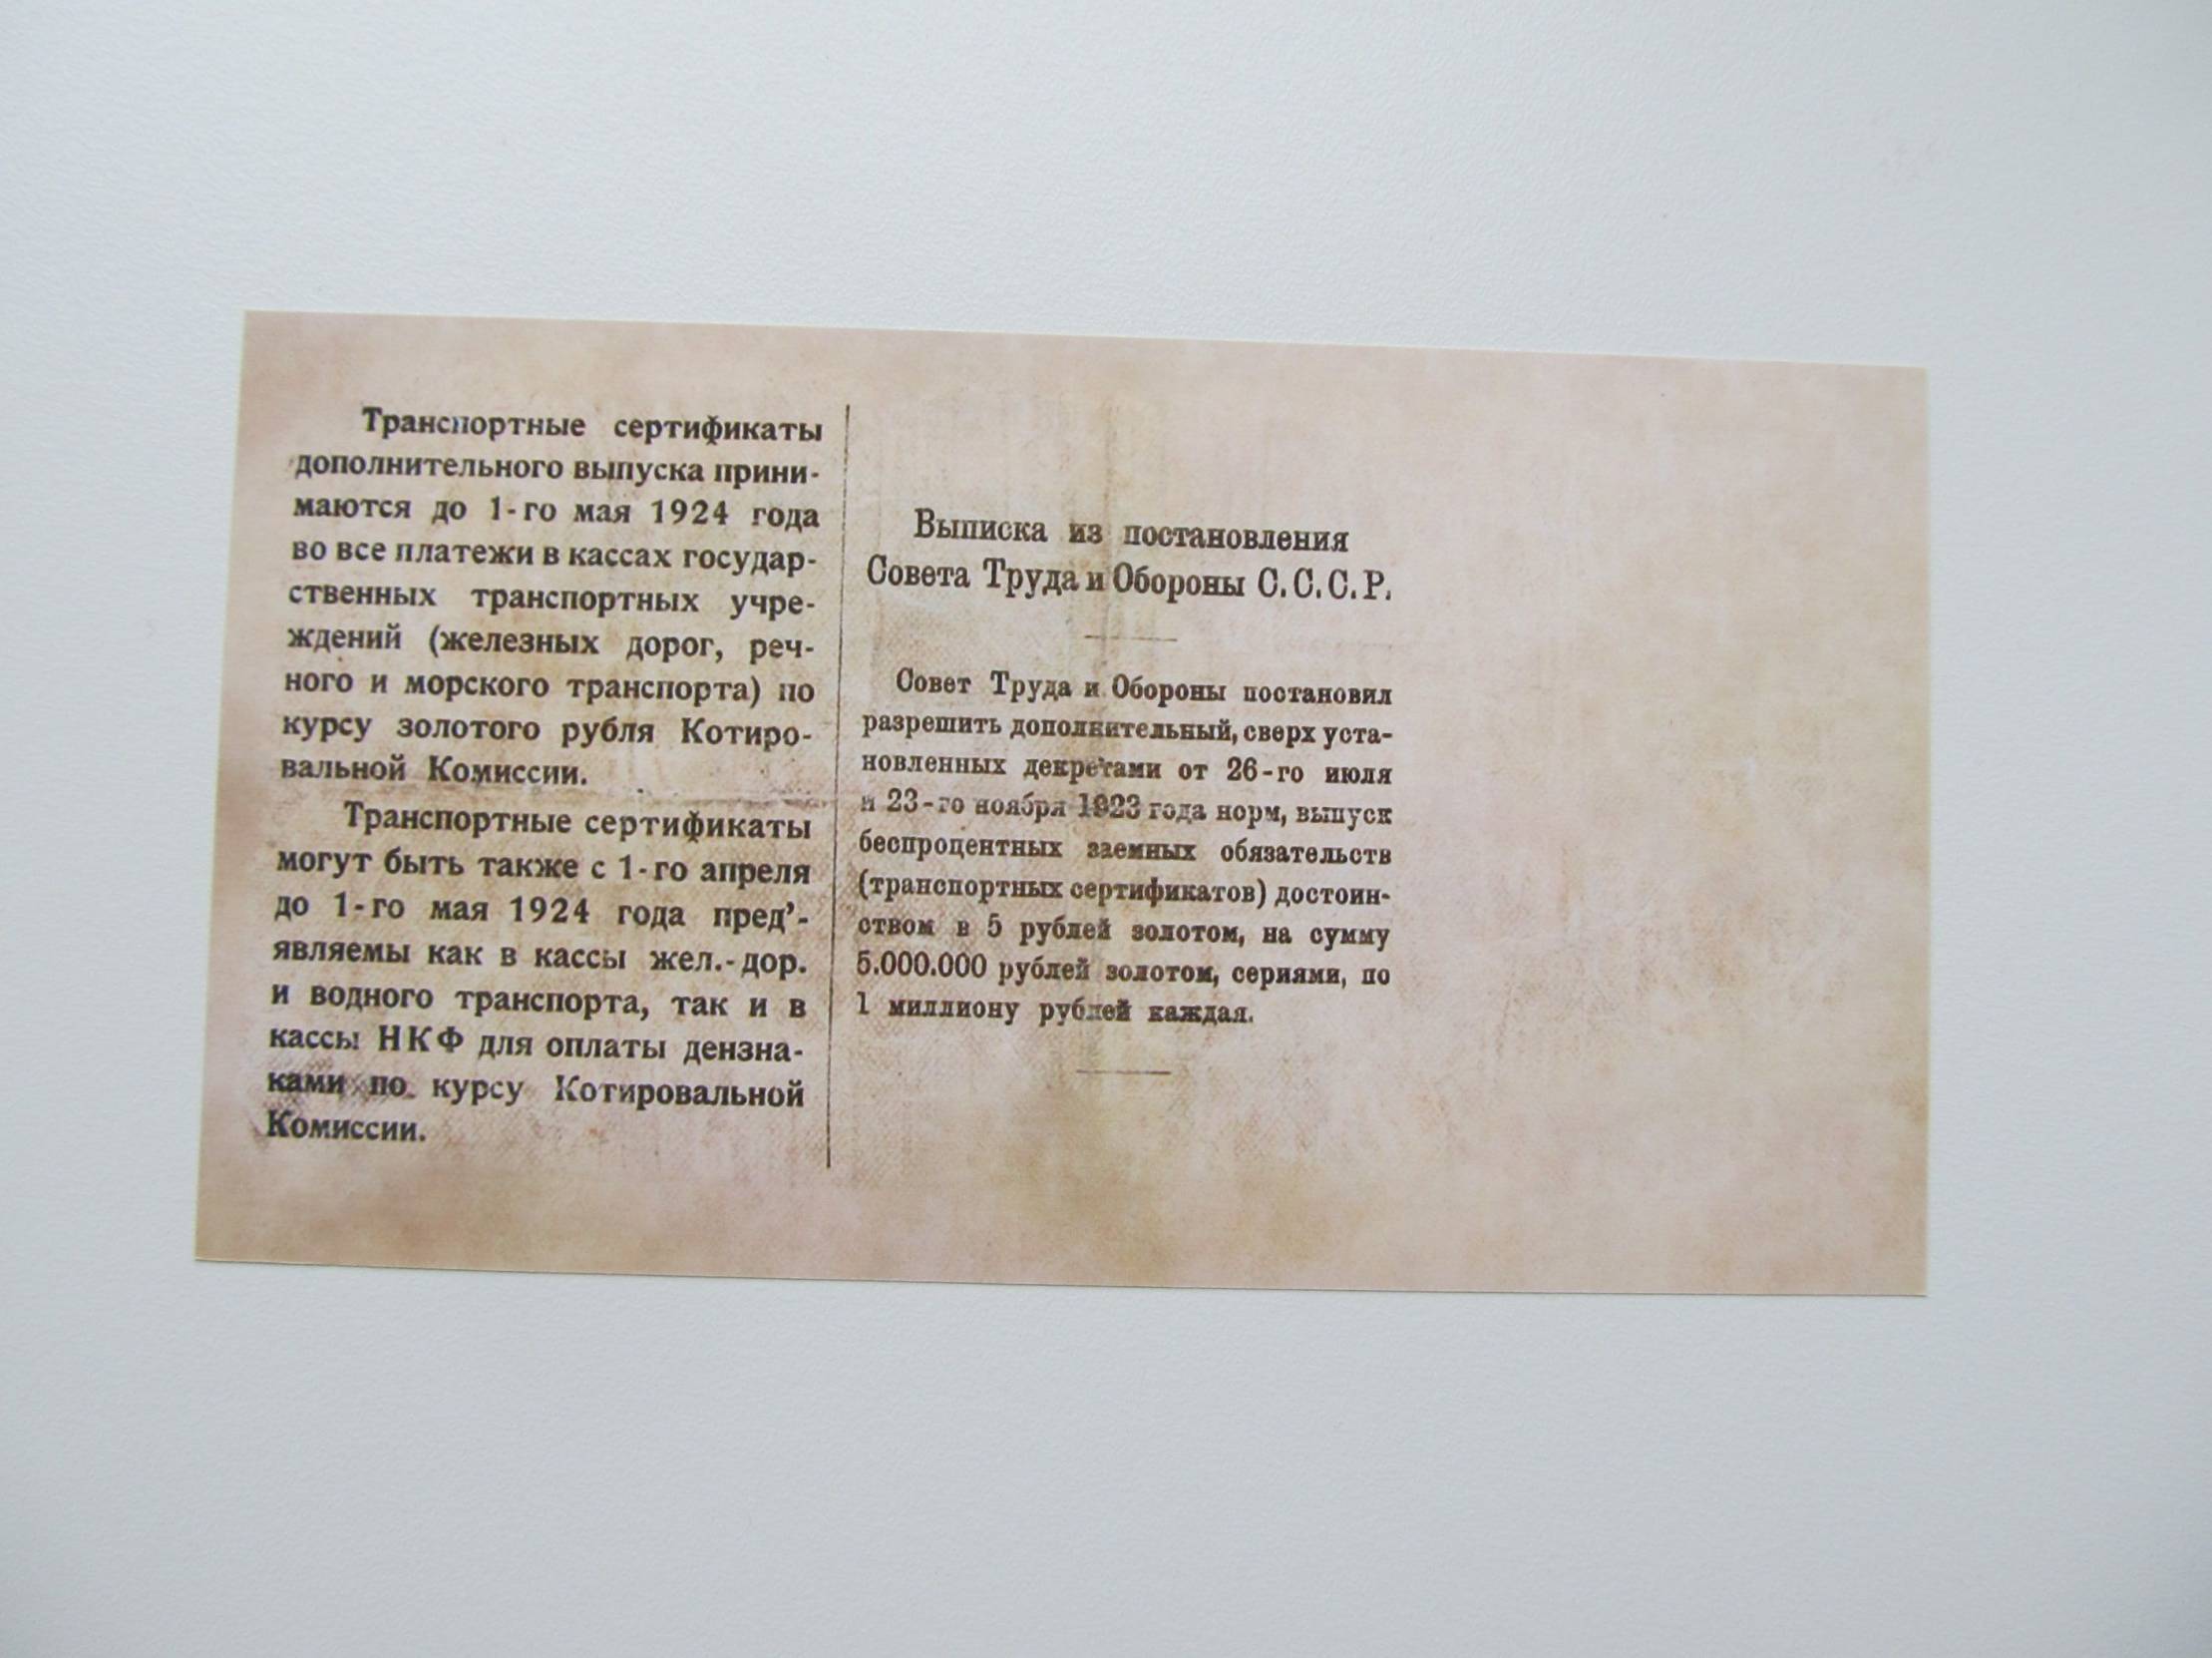 Транспортные сертификаты
дополнительного выпуска прини-
маются до 1-го мая 1924 года
во все платежи в кассах государ-
ственных транспортных учре-
ждений (железных дорог, реч-
ного и морского транспорта) по
курсу золотого рубля Котиро-
вальной Комиссии.
Транспортные сертификаты
могут быть также с 1-го апреля
до 1-го мая 1924 года пред’-
являемы как в кассы жел.-дор.
и водного транспорта, так и в
кассы НКФ для оплаты дензна-
ками по курсу Котировальной
Комиссии.
Выписка из постановления
Совета Труда и Обороны С.С.С.Р.
Совет Труда и Обороны постановил
разрешить дополнительный, сверх уста-
новленных декретами от 26-го июля
и 23-го ноября 1923 года норм, выпуск
беспроцентных заемных обязательств
(транспортных сертификатов) достоин-
ством в 5 рублей золотом, на сумму
5.000.000 рублей золотом, сериями, по
1 миллиону рублей каждая.